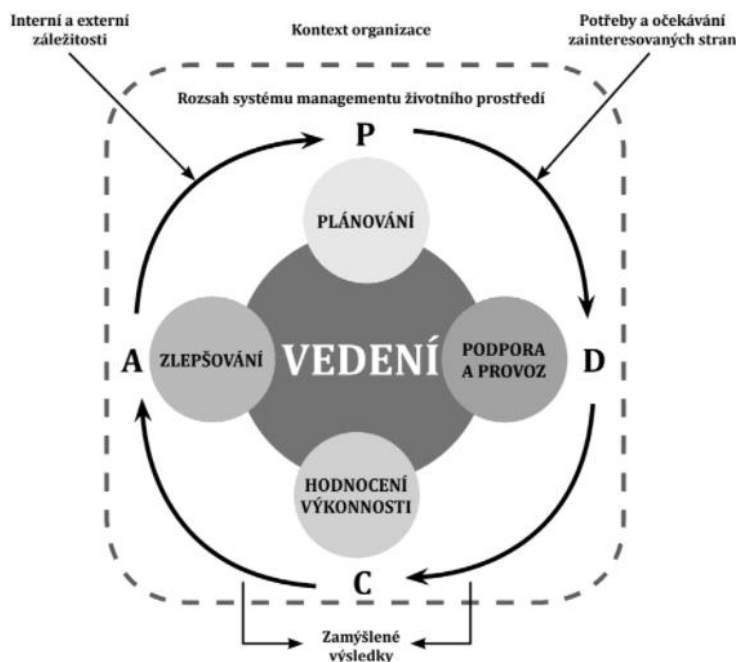 Interní a externí
záležitosti
Kontext organizace
Potřeby a očekávání
zainteresovaných stran
Rozsah systému managementu životního prostředí
P
PLÁNOVÁNÍ
A
ZLEPŠOVÁNÍ
VEDENÍ
PODPORA
A PROVOZ
D
HODNOCENÍ
VÝKONNOSTI
C
Zamýšlené
výsledky